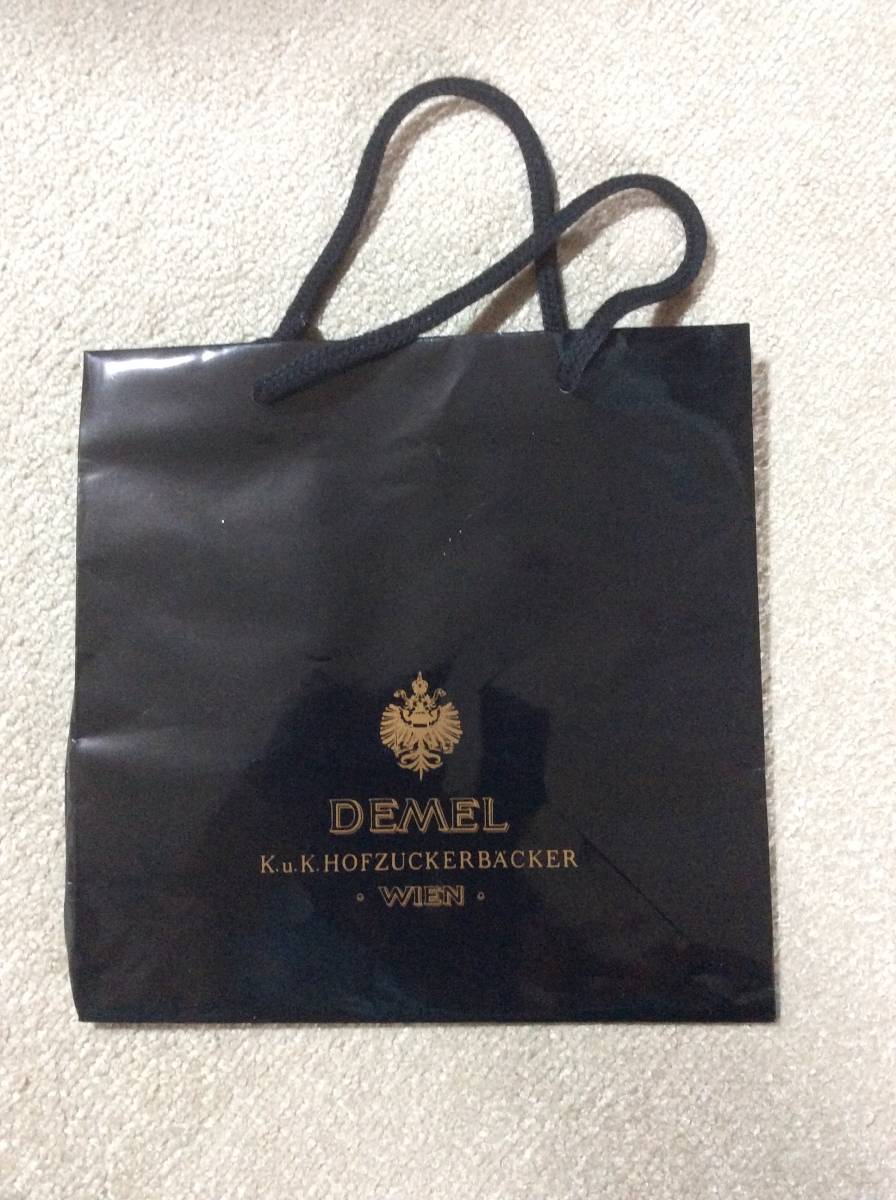 DEMEL
K.u.K.HOFZUCKERBÄCKER
· WIEN ·